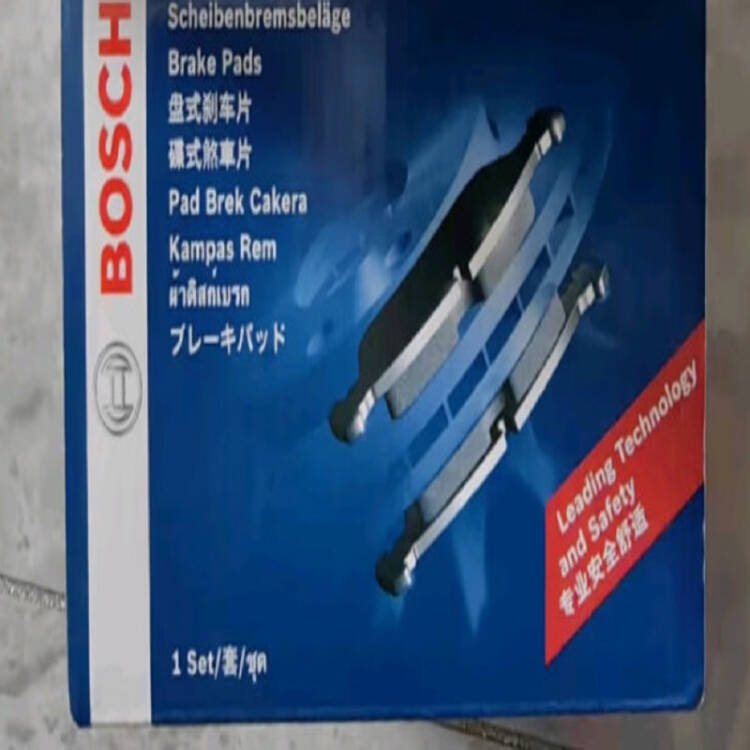 BOSCH
Scheibenbremsbeläge
Brake Pads
盘式刹车片
碟式煞車片
Pad Brek Cakera
Kampas Rem
ผ้าดิสก์เบรก
ブレーキパッド
Leading Technology
and Safety
专业安全舒适
1 Set/套/ชุด